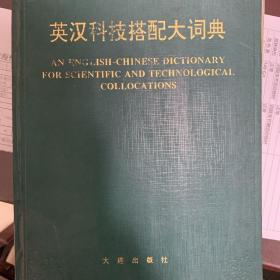 英汉科技搭配大词典
AN ENGLISH-CHINESE DICTIONARY
FOR SCIENTIFIC AND TECHNOLOGICAL
COLLOCATIONS
大连出版社